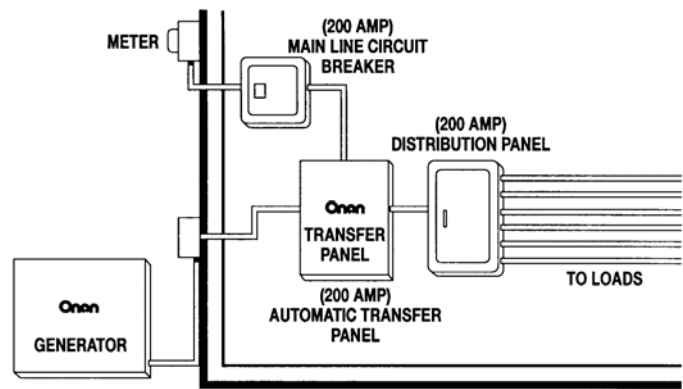 METER
(200 AMP)
MAIN LINE CIRCUIT
BREAKER
(200 AMP)
DISTRIBUTION PANEL
Onan
TRANSFER
PANEL
(200 AMP)
AUTOMATIC TRANSFER
PANEL
TO LOADS
Onan
GENERATOR